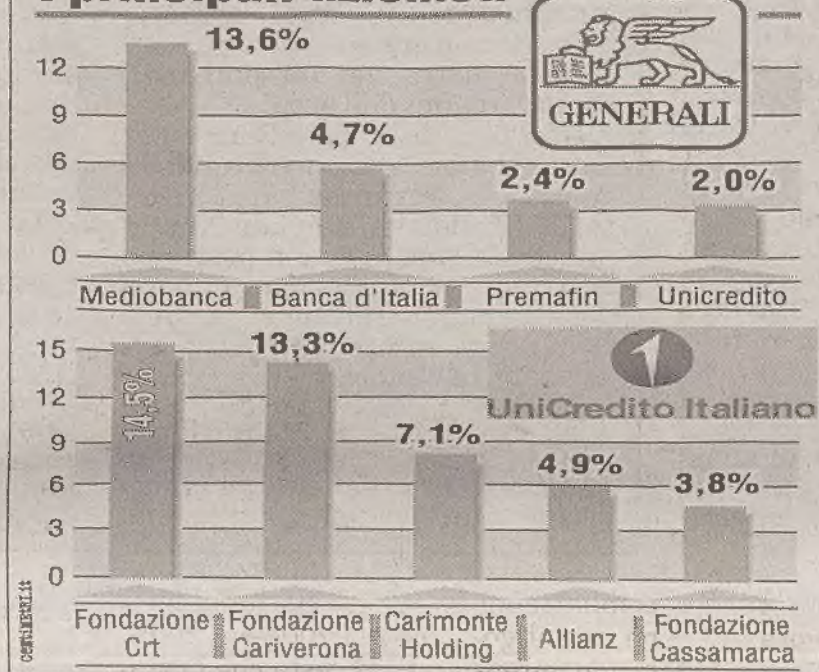 13,6%
GENERALI
12
9
4,7%
6
2,4%
2,0%
3
0
Mediobanca Banca d'Italia Premafin Unicredito
15
13,3%
14,5%
UniCredito Italiano
12
7,1%
9
4,9%
6
3,8%
3
0
Fondazione Crt
Fondazione Cariverona
Carimonte Holding
Allianz
Fondazione Cassamarca
centimetri.it